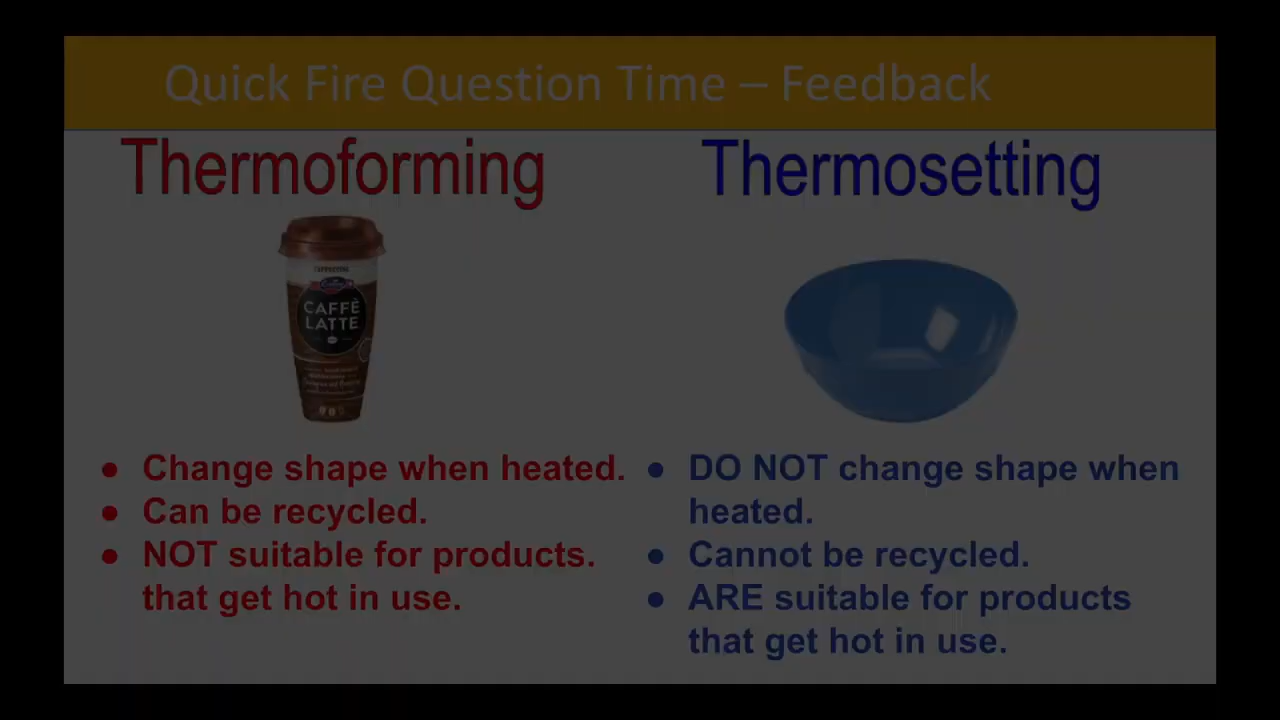 Quick Fire Question Time – Feedback
Thermoforming
CAFFÈ
LATTE
● Change shape when heated.
● Can be recycled.
● NOT suitable for products.
that get hot in use.
Thermosetting
● DO NOT change shape when
heated.
● Cannot be recycled.
● ARE suitable for products
that get hot in use.